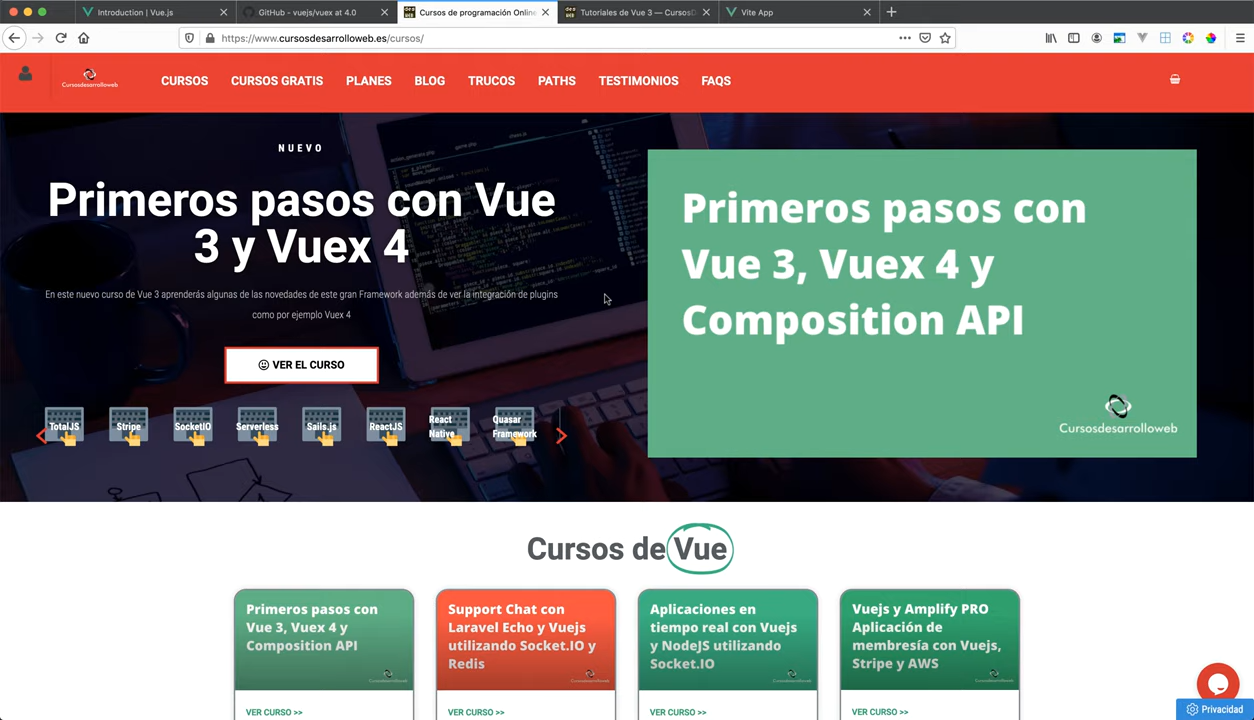 Introduction | Vue.js
GitHub - vuejs/vuex at 4.0
Cursos de programación Online
Tutoriales de Vue 3 — CursosD
Vite App
https://www.cursosdesarrolloweb.es/cursos/
Cursosdesarrolloweb
CURSOS
CURSOS GRATIS
PLANES
BLOG
TRUCOS
PATHS
TESTIMONIOS
FAQS
NUEVO
Primeros pasos con Vue
3 y Vuex 4
En este nuevo curso de Vue 3 aprenderás algunas de las novedades de este gran Framework además de ver la integración de plugins
como por ejemplo Vuex 4
VER EL CURSO
TotalJS
Stripe
SocketIO
Serverless
Sails.js
ReactJS
React
Native
Quasar
Framework
Primeros pasos con
Vue 3, Vuex 4 y
Composition API
Cursosdesarrolloweb
Cursos de Vue
Primeros pasos con
Vue 3, Vuex 4 y
Composition API
Cursosdesarrolloweb
VER CURSO >>
Support Chat con
Laravel Echo y Vuejs
utilizando Socket.IO y
Redis
Cursosdesarrolloweb
VER CURSO >>
Aplicaciones en
tiempo real con Vuejs
y NodeJS utilizando
Socket.IO
Cursosdesarrolloweb
VER CURSO >>
Vuejs y Amplify PRO
Aplicación de
membresía con Vuejs,
Stripe y AWS
Cursosdesarrolloweb
VER CURSO >>
Privacidad